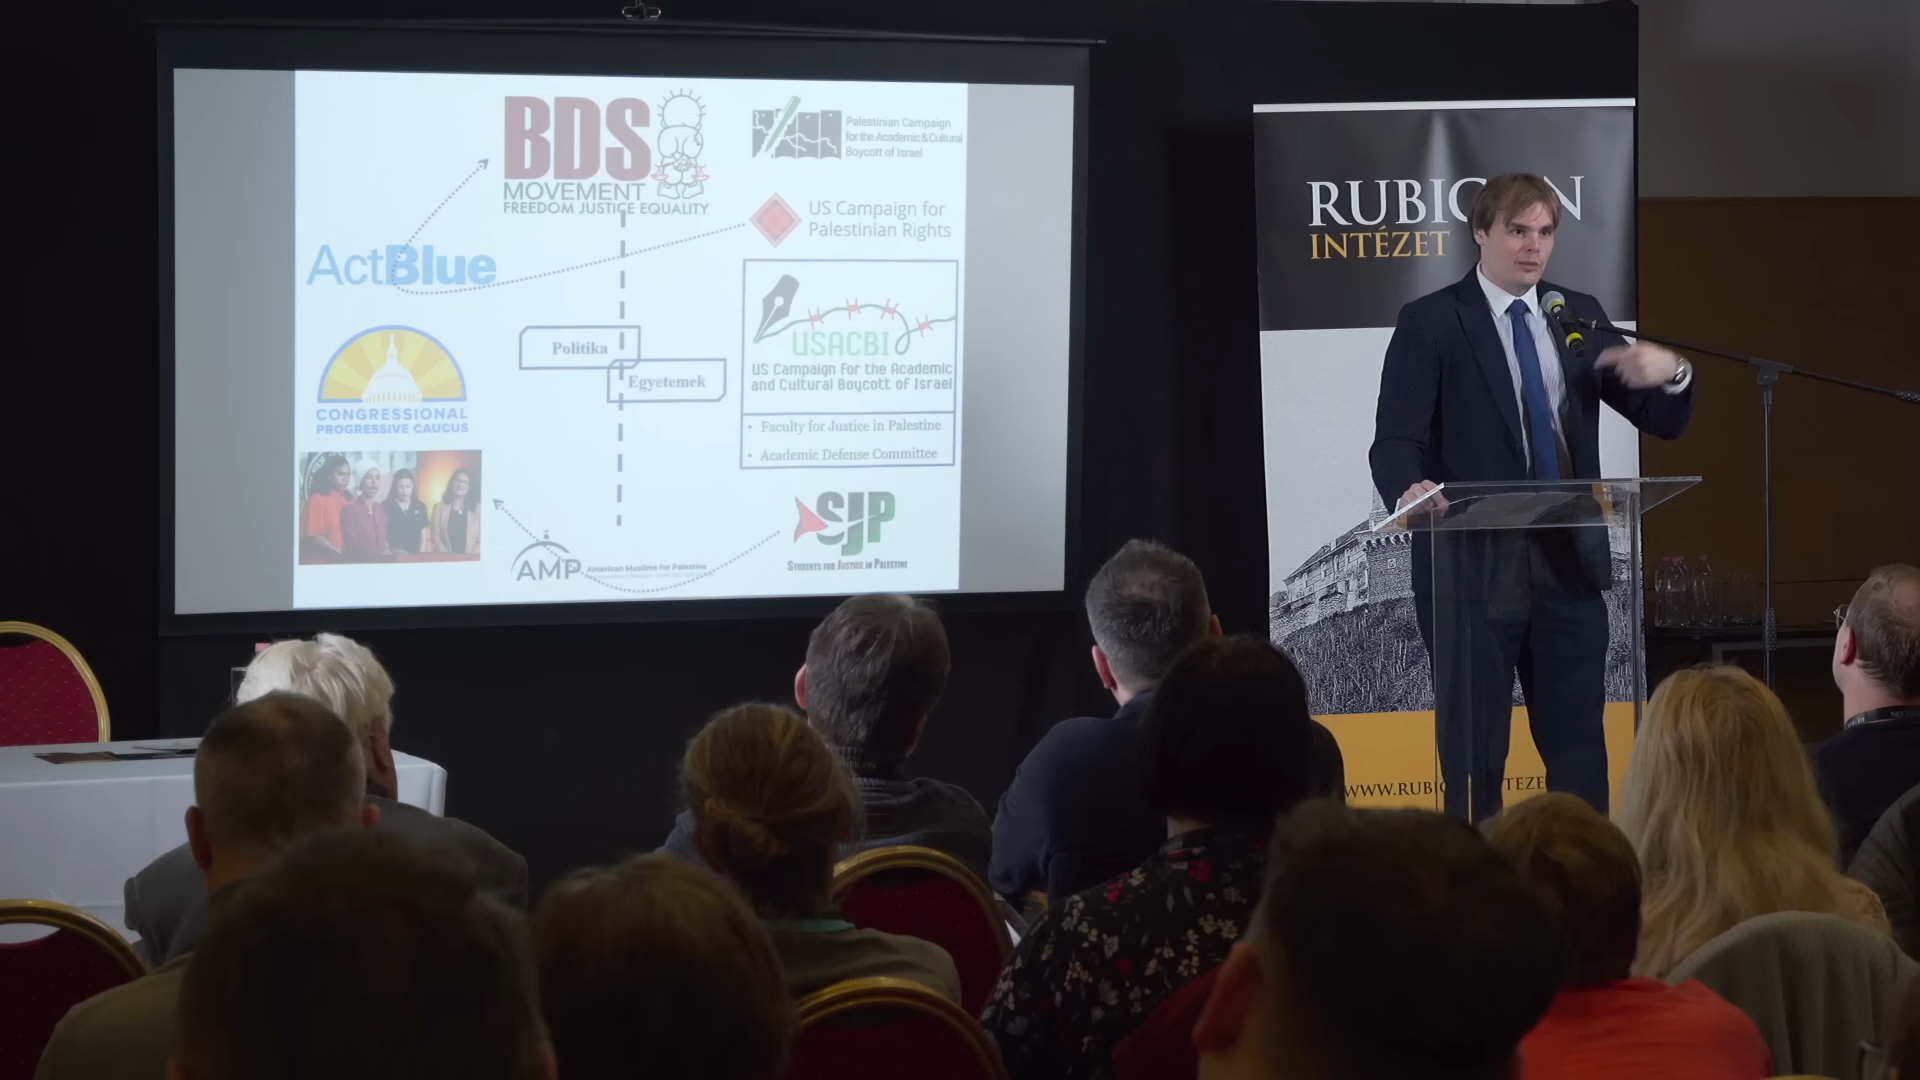 BDS
MOVEMENT
FREEDOM JUSTICE EQUALITY
Palestinian Campaign
for the Academic & Cultural
Boycott of Israel
US Campaign for
Palestinian Rights
ActBlue
USACBI
US Campaign for the Academic
and Cultural Boycott of Israel
• Faculty for Justice in Palestine
• Academic Defense Committee
Politika
Egyetemek
CONGRESSIONAL
PROGRESSIVE CAUCUS
AMP American Muslims for Palestine
SJP
STUDENTS FOR JUSTICE IN PALESTINE
RUBIC N
INTÉZET
WWW.RUBIC TEZE